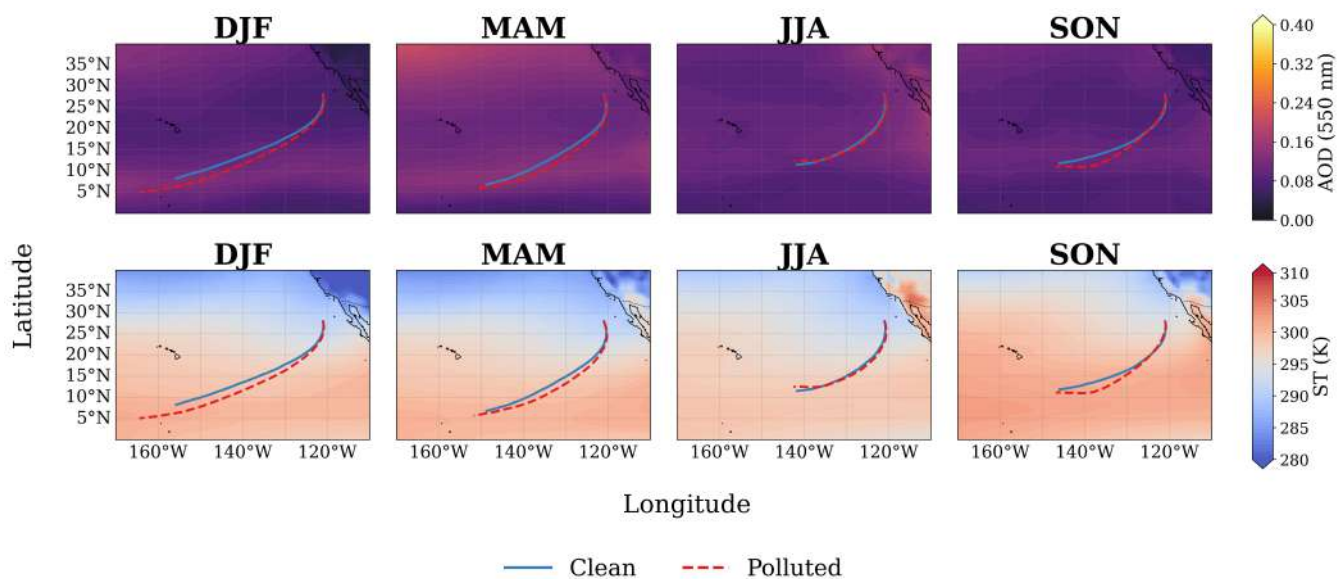 DJF MAM JJA SON
35°N
30°N
25°N
20°N
15°N
10°N
5°N
0.40
0.32
0.24
0.16
0.08
0.00
AOD (550 nm)
DJF MAM JJA SON
35°N
30°N
25°N
20°N
15°N
10°N
5°N
160°W 140°W 120°W 160°W 140°W 120°W 160°W 140°W 120°W 160°W 140°W 120°W
310
305
300
295
290
285
280
ST (K)
Latitude
Longitude
Clean Polluted